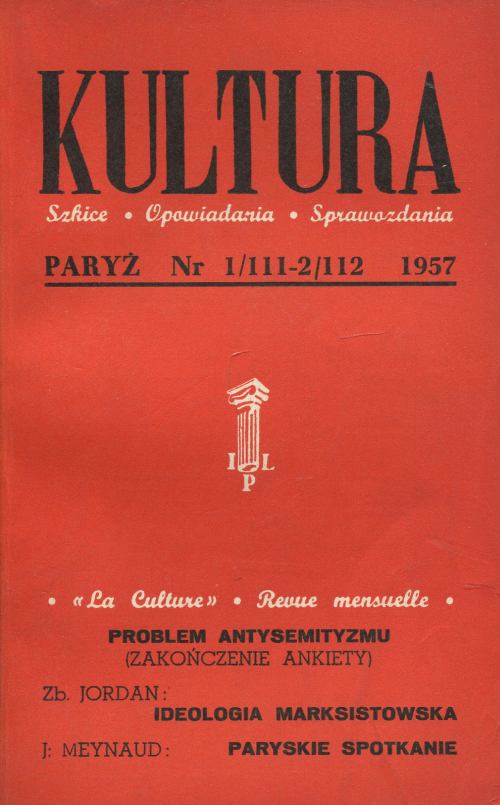 KULTURA
Szkice • Opowiadania • Sprawozdania
PARYŻ Nr 1/111-2/112 1957
I L
P
• «La Culture» • Revue mensuelle •
PROBLEM ANTYSEMITYZMU
(ZAKOŃCZENIE ANKIETY)
Zb. JORDAN:
IDEOLOGIA MARKSISTOWSKA
J: MEYNAUD: PARYSKIE SPOTKANIE